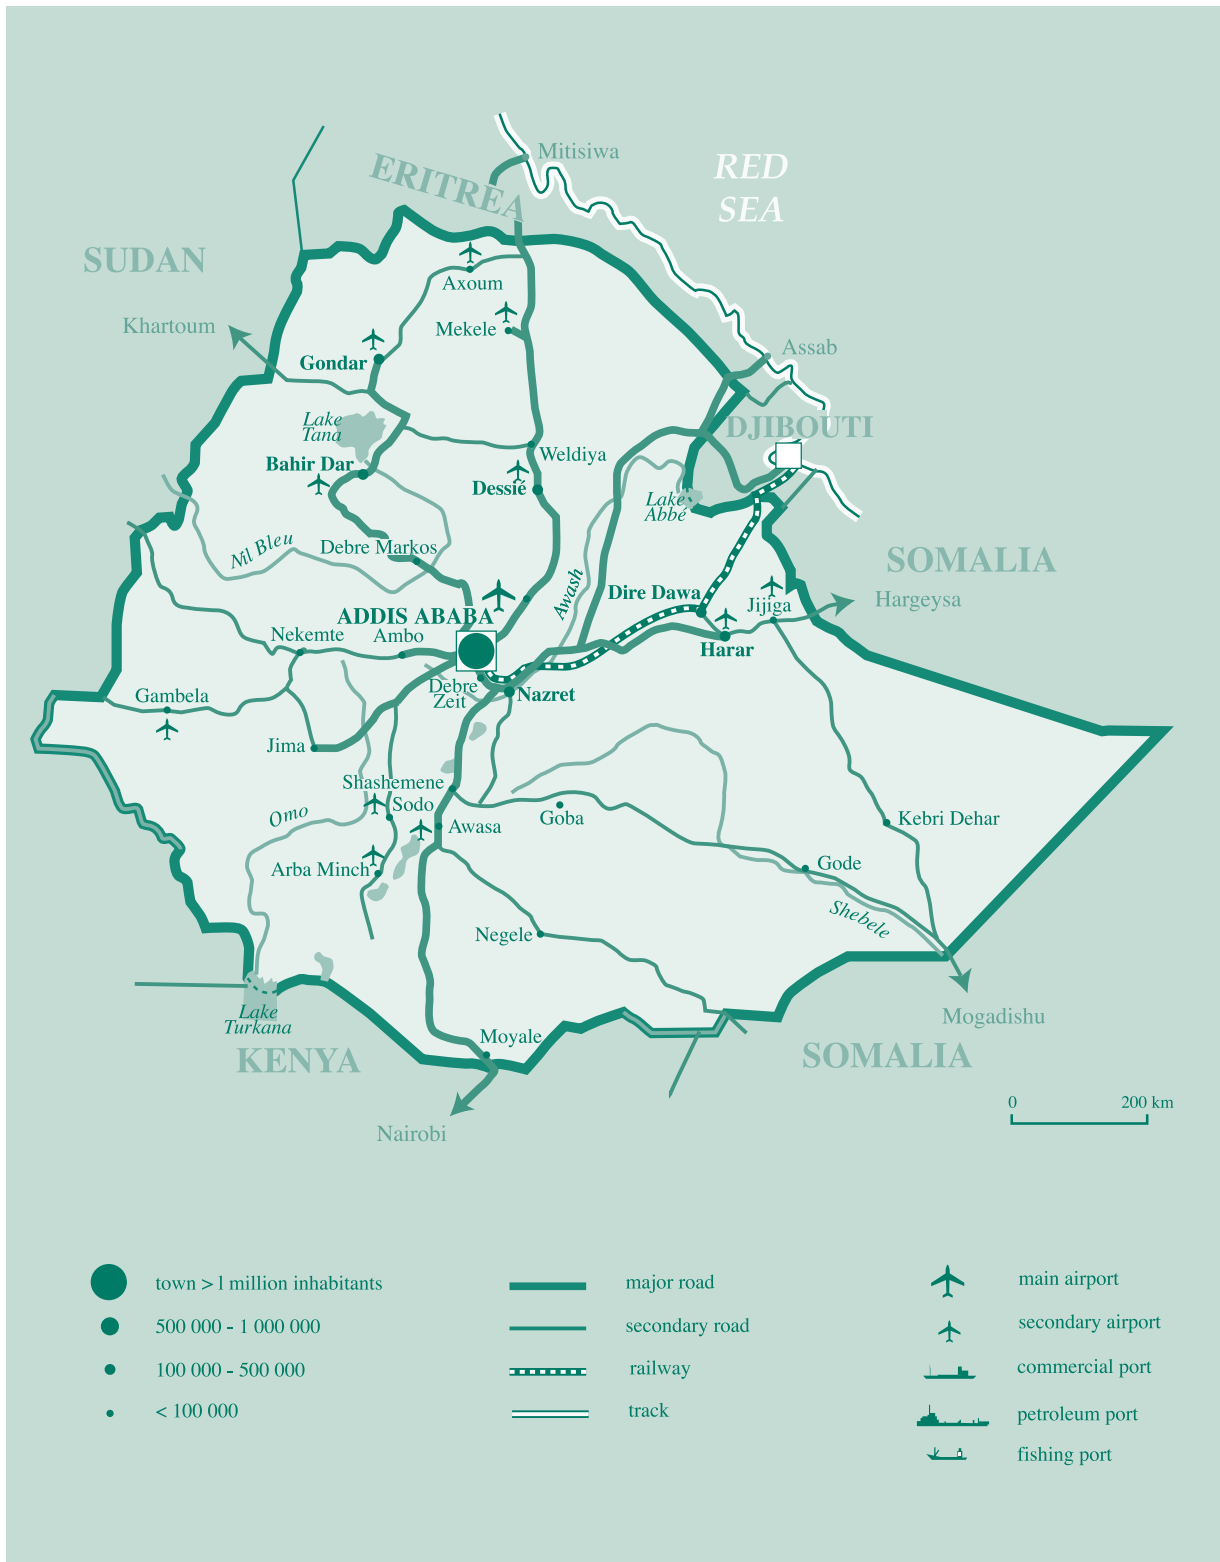 Mitisiwa
RED
SEA
ERITREA
SUDAN
Axoum
Khartoum
Mekele
Assab
Gondar
Lake
Tana
DJIBOUTI
Weldiya
Bahir Dar
Dessié
Lake
Abbé
Nil Bleu
Debre Markos
SOMALIA
Awash
Dire Dawa
Jijiga
Hargeysa
ADDIS ABABA
Nekemte
Ambo
Harar
Debre
Zeit
Nazret
Gambela
Jima
Shashemene
Sodo
Omo
Goba
Kebri Dehar
Awasa
Arba Minch
Gode
Shebele
Negele
Lake
Turkana
Mogadishu
Moyale
KENYA
SOMALIA
0
200 km
Nairobi
town > 1 million inhabitants
500 000 - 1 000 000
100 000 - 500 000
< 100 000
major road
secondary road
railway
track
main airport
secondary airport
commercial port
petroleum port
fishing port